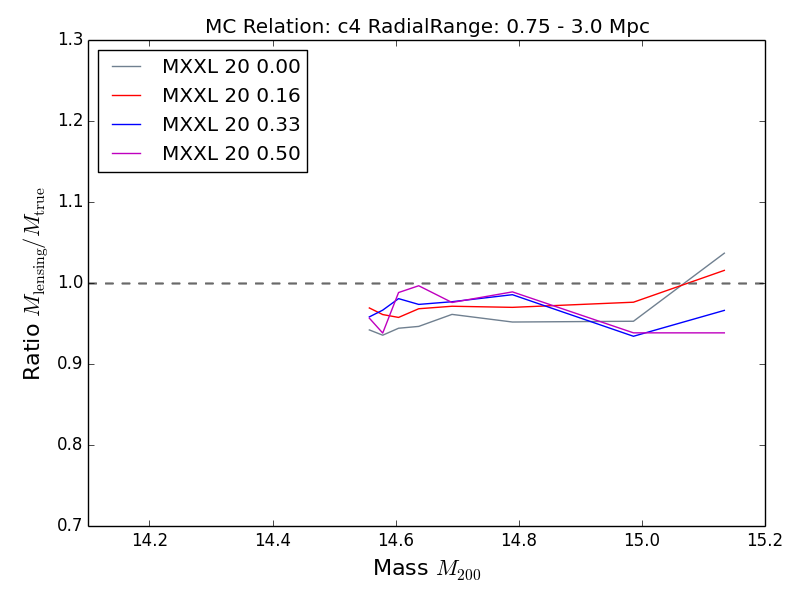 MC Relation: c4 RadialRange: 0.75 - 3.0 Mpc
1.3
1.2
1.1
1.0
0.9
0.8
0.7
Ratio M_lensing/M_true
MXXL 20 0.00
MXXL 20 0.16
MXXL 20 0.33
MXXL 20 0.50
14.2 14.4 14.6 14.8 15.0 15.2
Mass M_200